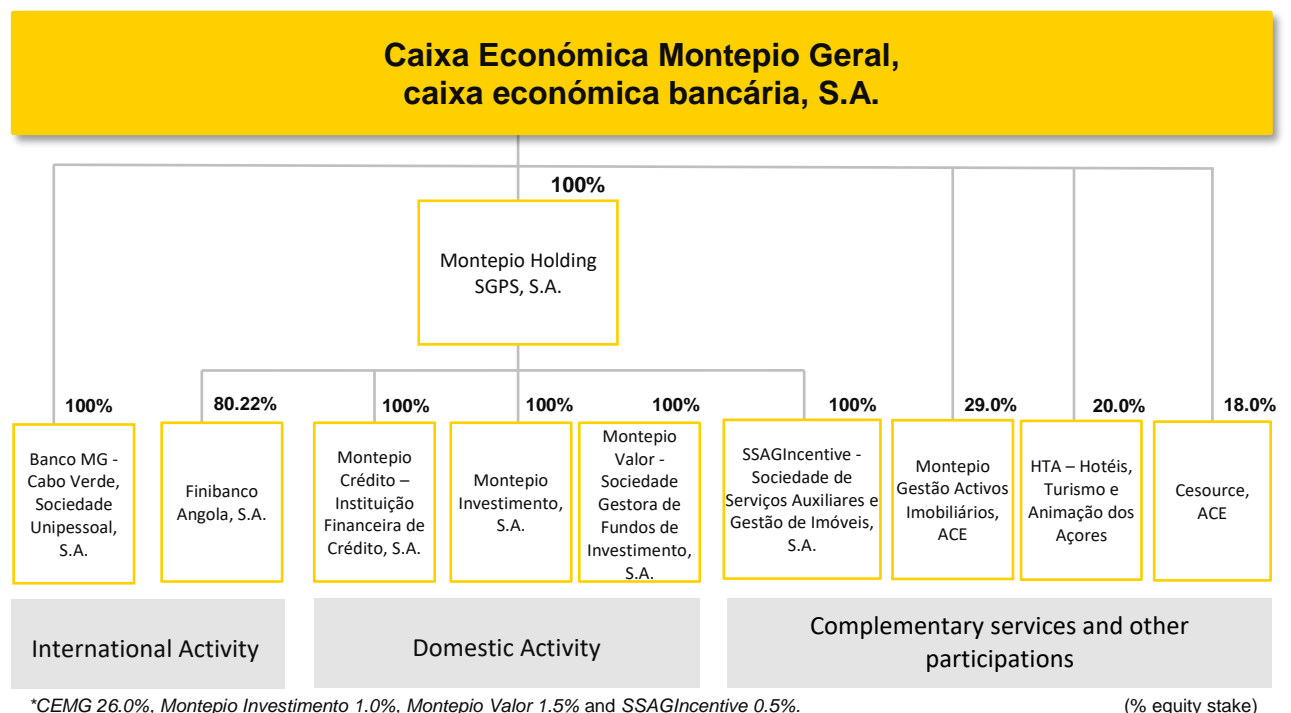 Caixa Económica Montepio Geral,
caixa económica bancária, S.A.
100%
Montepio Holding
SGPS, S.A.
100%
80.22%
100%
100%
100%
100%
29.0%
20.0%
18.0%
Banco MG -
Cabo Verde,
Sociedade
Unipessoal,
S.A.
Finibanco
Angola, S.A.
Montepio
Crédito –
Instituição
Financeira de
Crédito, S.A.
Montepio
Investimento,
S.A.
Montepio
Valor -
Sociedade
Gestora de
Fundos de
Investimento,
S.A.
SSAGIncentive -
Sociedade de
Serviços Auxiliares e
Gestão de Imóveis,
S.A.
Montepio
Gestão Activos
Imobiliários,
ACE
HTA – Hotéis,
Turismo e
Animação dos
Açores
Cesource,
ACE
International Activity
Domestic Activity
Complementary services and other
participations
*CEMG 26.0%, Montepio Investimento 1.0%, Montepio Valor 1.5% and SSAGIncentive 0.5%.
(% equity stake)